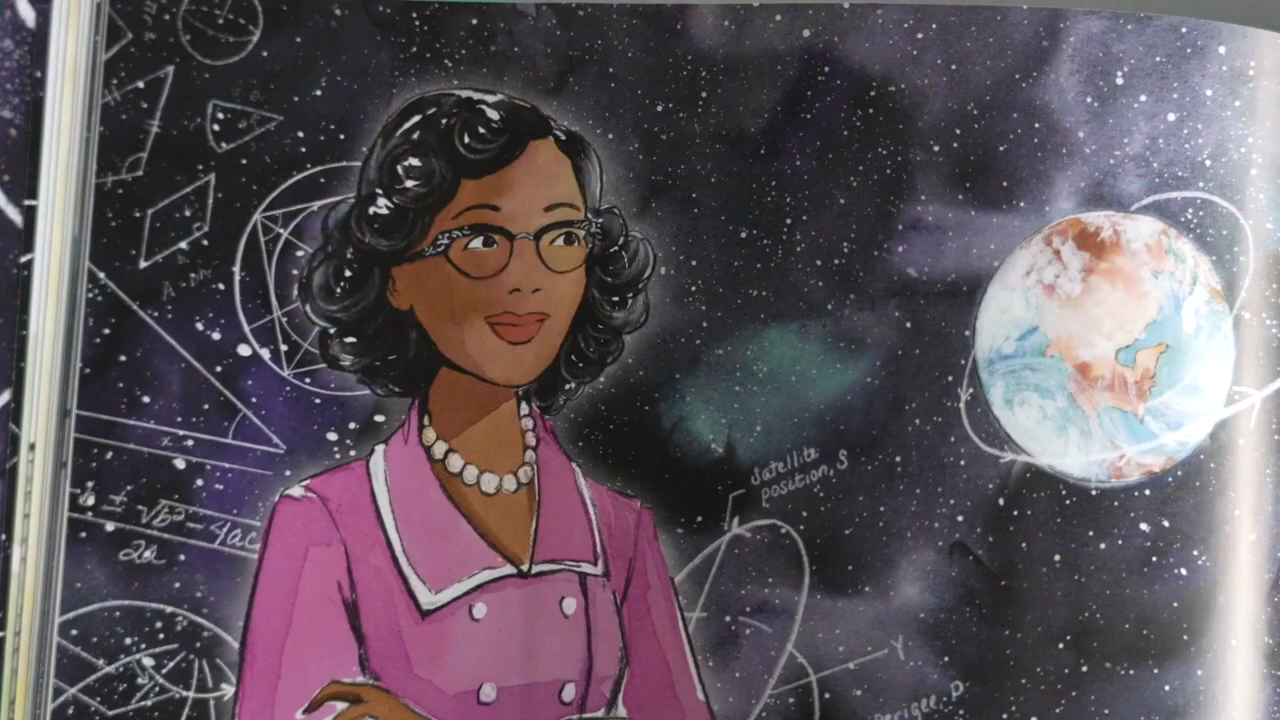 -b ± √b² - 4ac
2a
Satellite
position, S
Y
Perigee, P